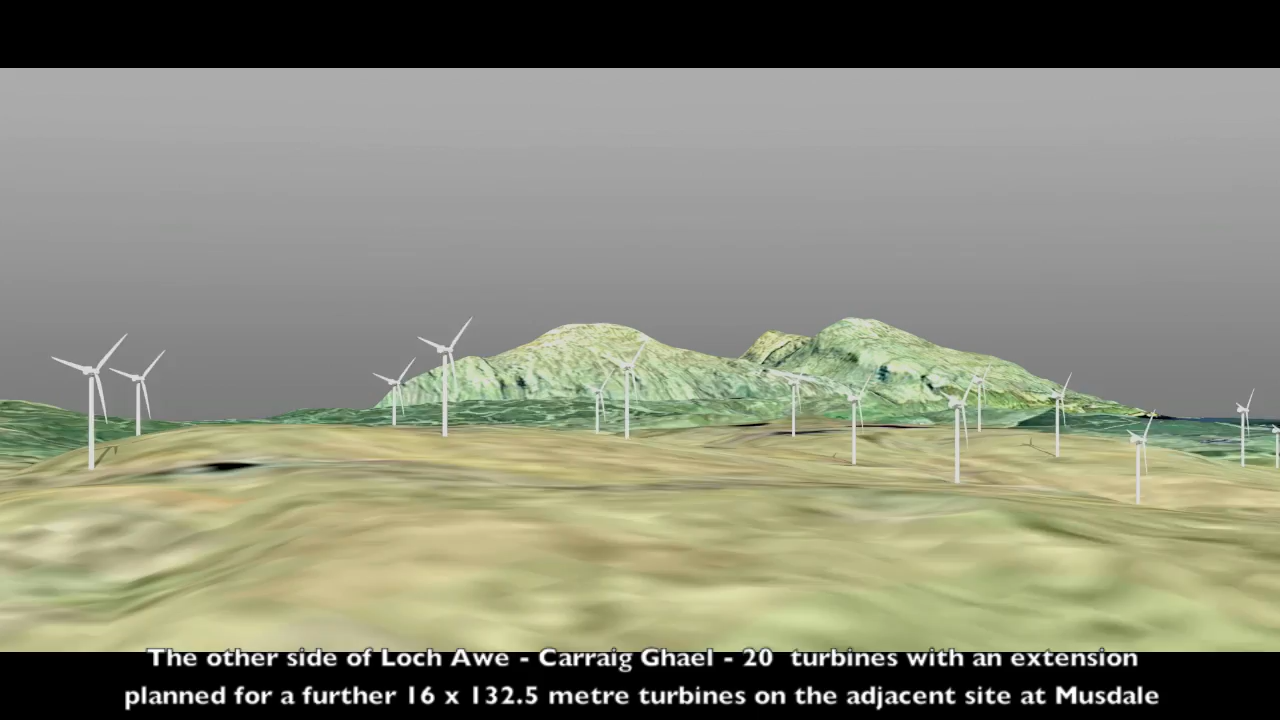 The other side of Loch Awe - Carraig Ghael - 20  turbines with an extension
planned for a further 16 x 132.5 metre turbines on the adjacent site at Musdale